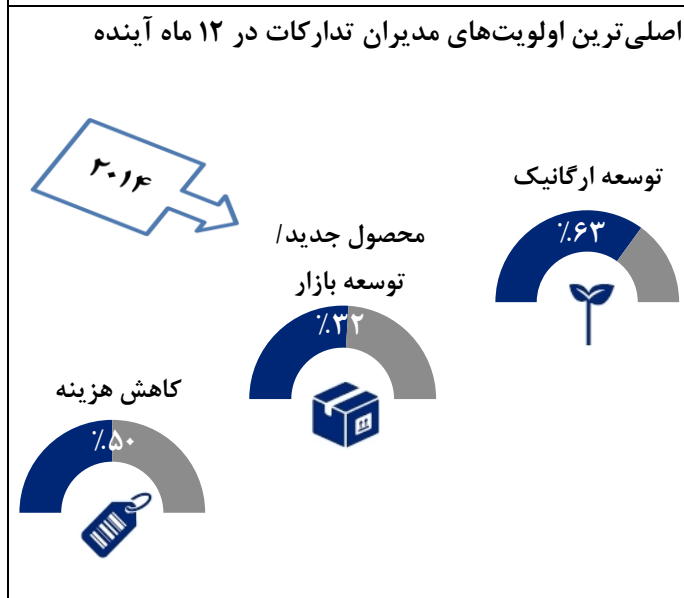 اصلی‌ترین اولویت‌های مدیران تدارکات در ۱۲ ماه آینده
۲۰۱۴
توسعه ارگانیک
٪۶۳
محصول جدید/
توسعه بازار
٪۳۲
کاهش هزینه
٪۵۰